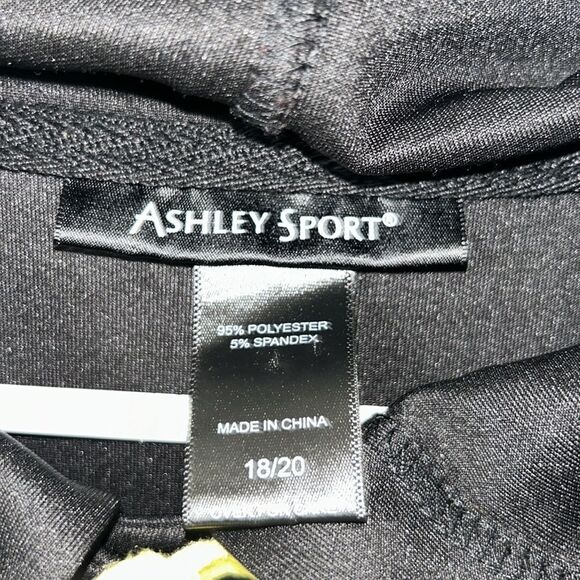 ASHLEY SPORT®
95% POLYESTER
5% SPANDEX
MADE IN CHINA
18/20